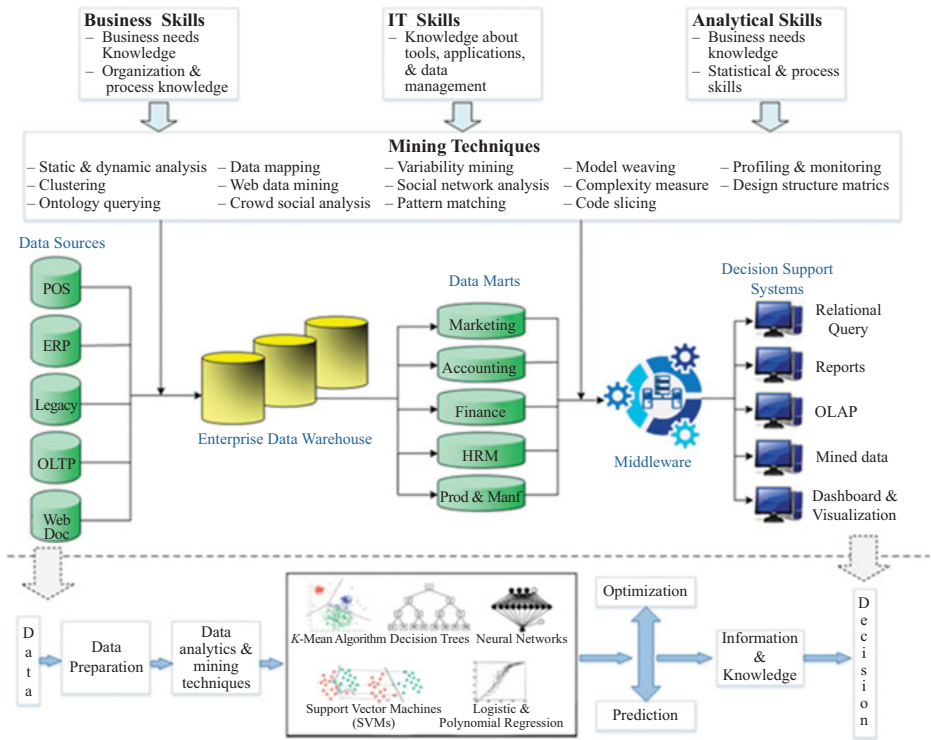 Business Skills
– Business needs
Knowledge
– Organization &
process knowledge
IT Skills
– Knowledge about
tools, applications,
& data
management
Analytical Skills
– Business needs
knowledge
– Statistical & process
skills
Mining Techniques
– Static & dynamic analysis
– Clustering
– Ontology querying
– Data mapping
– Web data mining
– Crowd social analysis
– Variability mining
– Social network analysis
– Pattern matching
– Model weaving
– Complexity measure
– Code slicing
– Profiling & monitoring
– Design structure matrics
Data Sources
POS
ERP
Legacy
OLTP
Web
Doc
Enterprise Data Warehouse
Data Marts
Marketing
Accounting
Finance
HRM
Prod & Manf
Middleware
Decision Support
Systems
Relational
Query
Reports
OLAP
Mined data
Dashboard &
Visualization
Data
Data
Preparation
Data
analytics &
mining
techniques
K-Mean Algorithm
Decision Trees
Neural Networks
Support Vector Machines
(SVMs)
Logistic &
Polynomial Regression
Optimization
Prediction
Information
&
Knowledge
Decision